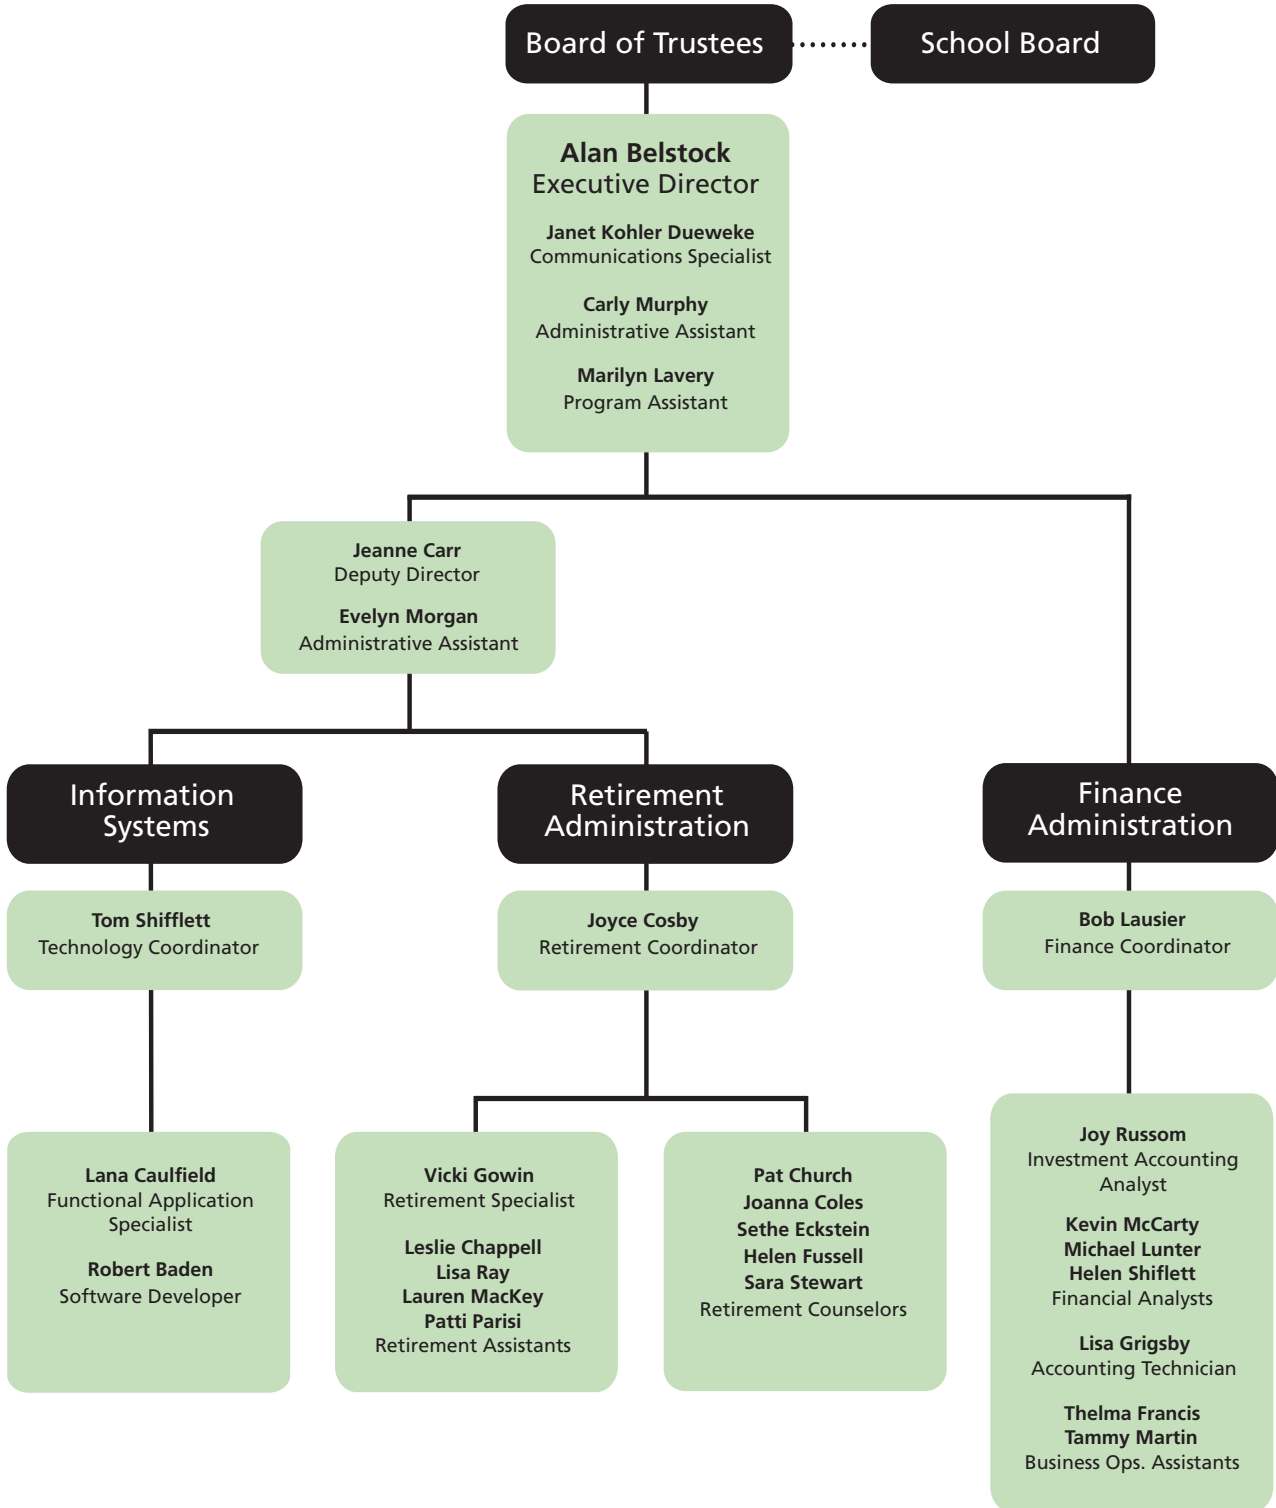 Board of Trustees
School Board
Alan Belstock
Executive Director
Janet Kohler Dueweke
Communications Specialist
Carly Murphy
Administrative Assistant
Marilyn Lavery
Program Assistant
Jeanne Carr
Deputy Director
Evelyn Morgan
Administrative Assistant
Information
Systems
Tom Shifflett
Technology Coordinator
Lana Caulfield
Functional Application
Specialist
Robert Baden
Software Developer
Retirement
Administration
Joyce Cosby
Retirement Coordinator
Vicki Gowin
Retirement Specialist
Leslie Chappell
Lisa Ray
Lauren MacKey
Patti Parisi
Retirement Assistants
Pat Church
Joanna Coles
Sethe Eckstein
Helen Fussell
Sara Stewart
Retirement Counselors
Finance
Administration
Bob Lausier
Finance Coordinator
Joy Russom
Investment Accounting
Analyst
Kevin McCarty
Michael Lunter
Helen Shiflett
Financial Analysts
Lisa Grigsby
Accounting Technician
Thelma Francis
Tammy Martin
Business Ops. Assistants